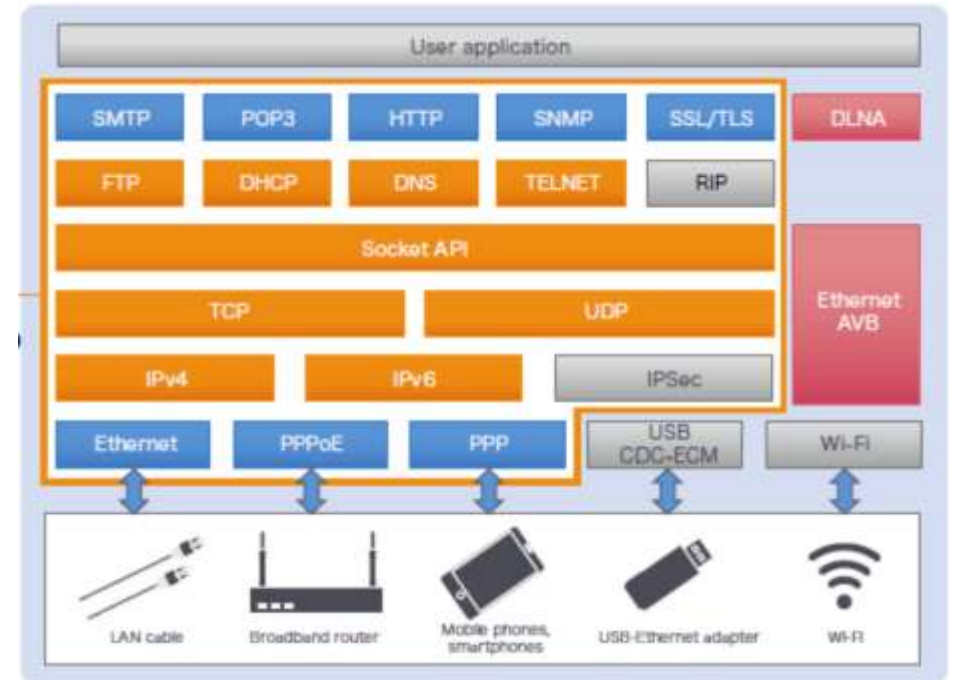 User application
SMTP POP3 HTTP SNMP SSL/TLS DLNA
FTP DHCP DNS TELNET RIP
Socket API
TCP UDP
Ethernet
AVB
IPv4 IPv6 IPSec
Ethernet PPPoE PPP
USB
CDC-ECM
Wi-Fi
LAN cable
Broadband router
Mobile phones,
smartphones
USB-Ethernet adapter
Wi-Fi